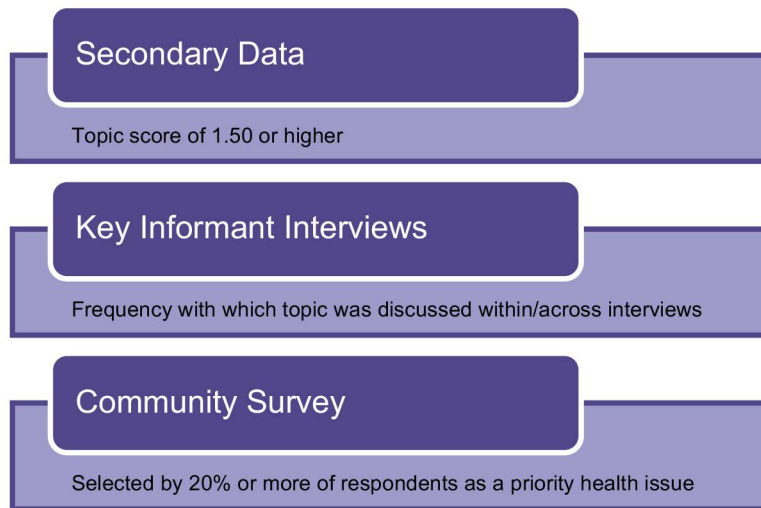 Secondary Data
Topic score of 1.50 or higher
Key Informant Interviews
Frequency with which topic was discussed within/across interviews
Community Survey
Selected by 20% or more of respondents as a priority health issue